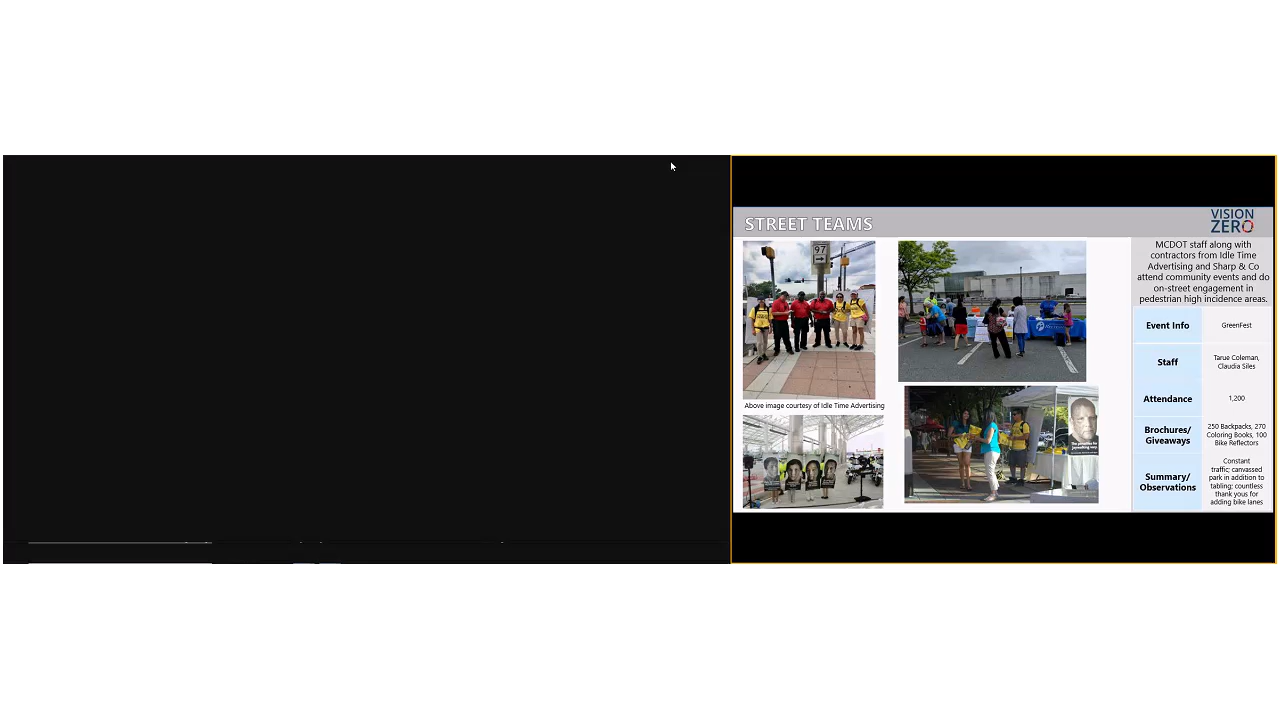 STREET TEAMS
VISION
ZERO
97
Above image courtesy of Idle Time Advertising
MCDOT staff along with
contractors from Idle Time
Advertising and Sharp & Co
attend community events and do
on-street engagement in
pedestrian high incidence areas.
Event Info
GreenFest
Staff
Tarue Coleman,
Claudia Siles
Attendance
1,200
Brochures/
Giveaways
250 Backpacks, 270
Coloring Books, 100
Bike Reflectors
Summary/
Observations
Constant
traffic; canvassed
park in addition to
tabling; countless
thank yous for
adding bike lanes